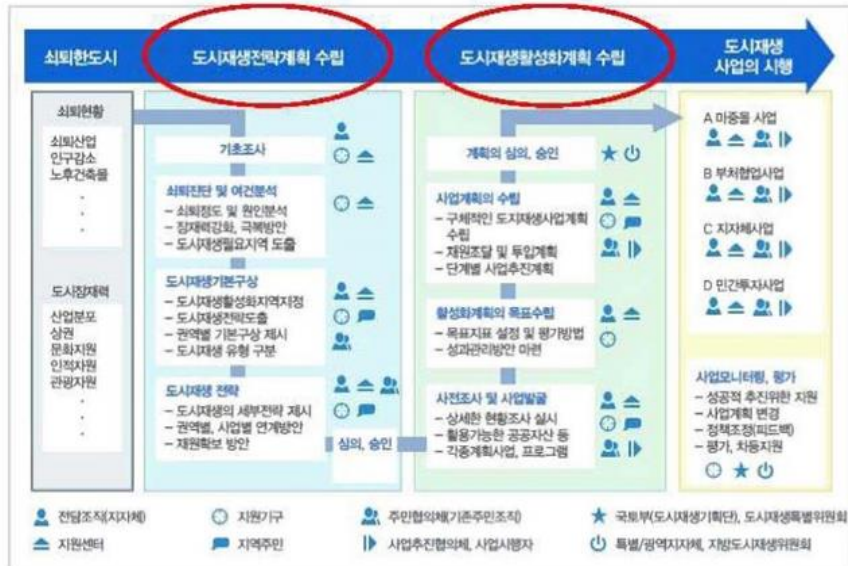 쇠퇴한도시
도시재생전략계획 수립
도시재생활성화계획 수립
도시재생
사업의 시행
쇠퇴현황
쇠퇴산업
인구감소
노후건축물
.
.
.
도시잠재력
산업분포
상권
문화지원
인적자원
관광자원
.
.
.
기초조사
쇠퇴진단 및 여건분석
– 쇠퇴정도 및 원인분석
– 잠재력강화, 극복방안
– 도시재생필요지역 도출
도시재생기본구상
– 도시재생활성화지역지정
– 도시재생전략도출
– 권역별 기본구상 제시
– 도시재생 유형 구분
도시재생 전략
– 도시재생의 세부전략 제시
– 권역별, 사업별 연계방안
– 재원확보 방안
심의, 승인
계획의 심의, 승인
사업계획의 수립
– 구체적인 도지재생사업계획
수립
– 재원조달 및 투입계획
– 단계별 사업추진계획
활성화계획의 목표수립
– 목표지표 설정 및 평가방법
– 성과관리방안 마련
사전조사 및 사업발굴
– 상세한 현황조사 실시
– 활용가능한 공공자산 등
– 각종계획사업, 프로그램
A 마중물 사업
B 부처협업사업
C 지자체사업
D 민간투자사업
사업모니터링, 평가
– 성공적 추진위한 지원
– 사업계획 변경
– 정책조정(피드백)
– 평가, 차등지원
전담조직(지자체)
지원기구
주민협의체(기존주민조직)
국토부(도시재생기획단), 도시재생특별위원회
지원센터
지역주민
사업추진협의체, 사업시행자
특별/광역지자체, 지방도시재생위원회